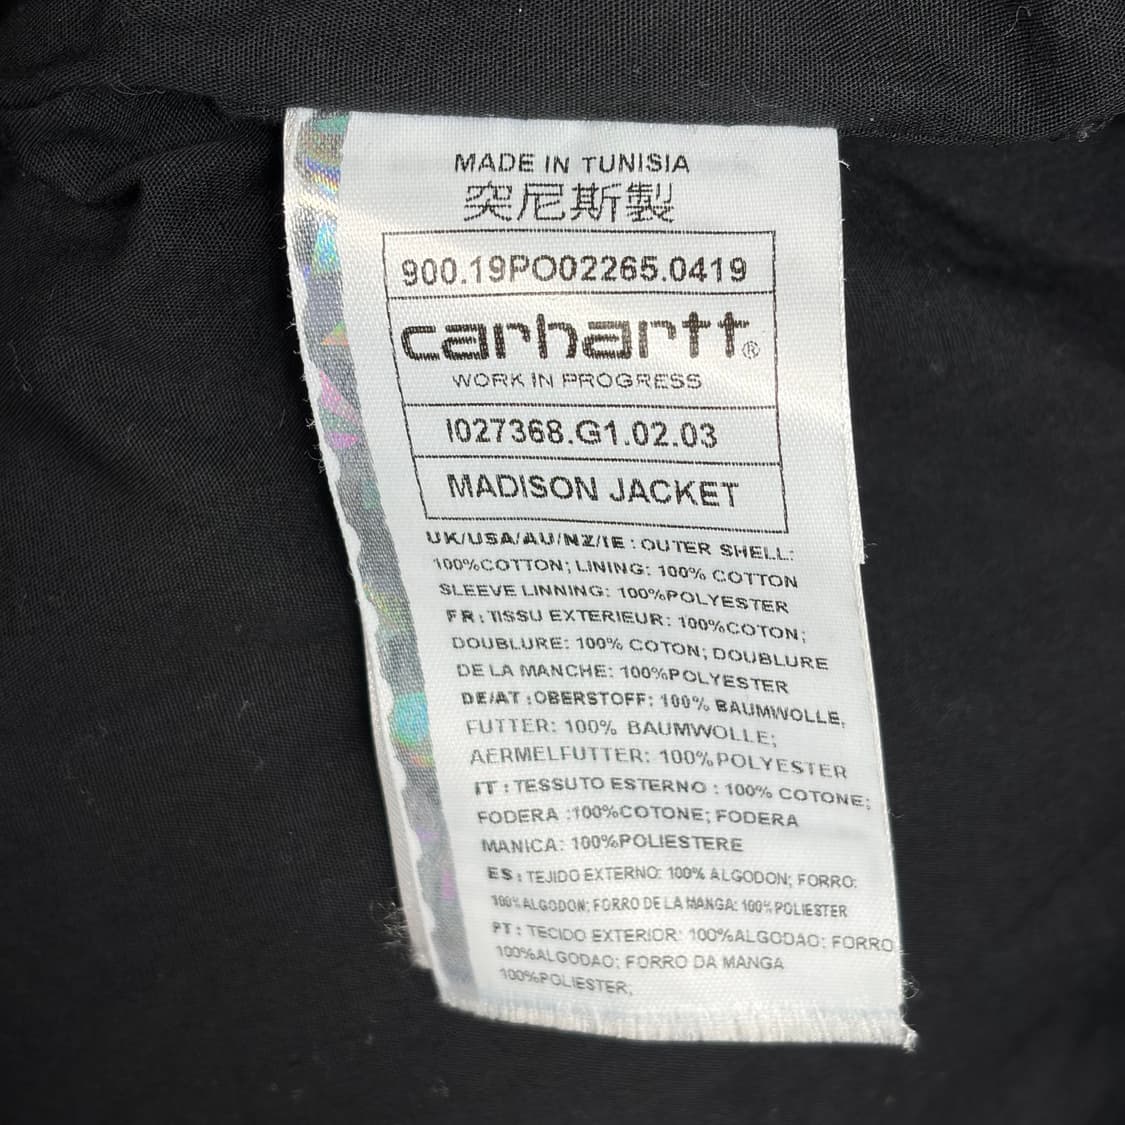 MADE IN TUNISIA
突尼斯製
900.19PO02265.0419
carhartt®
WORK IN PROGRESS
I027368.G1.02.03
MADISON JACKET
UK/USA/AU/NZ/IE : OUTER SHELL:
100%COTTON; LINING: 100% COTTON
SLEEVE LINNING: 100%POLYESTER
FR : TISSU EXTERIEUR: 100%COTON;
DOUBLURE: 100% COTON; DOUBLURE
DE LA MANCHE: 100%POLYESTER
DE/AT :OBERSTOFF: 100% BAUMWOLLE,
FUTTER: 100% BAUMWOLLE;
AERMELFUTTER: 100%POLYESTER
IT : TESSUTO ESTERNO : 100% COTONE;
FODERA :100%COTONE; FODERA
MANICA: 100%POLIESTERE
ES : TEJIDO EXTERNO: 100% ALGODON; FORRO:
100%ALGODON; FORRO DE LA MANGA: 100% POLIESTER
PT : TECIDO EXTERIOR: 100%ALGODAO; FORRO
100%ALGODAO; FORRO DA MANGA
100%POLIESTER;